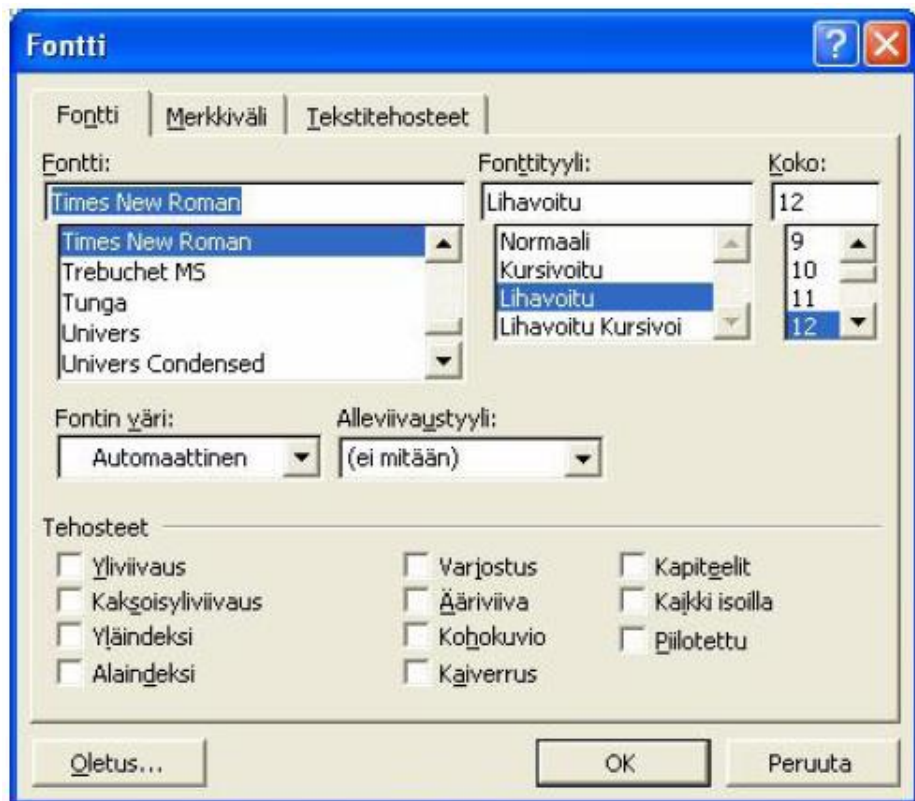 Fontti
Fontti Merkkiväli Tekstitehosteet
Fontti: Fonttityyli: Koko:
Times New Roman Lihavoitu 12
Times New Roman Normaali 9
Trebuchet MS Kursivoitu 10
Tunga Lihavoitu 11
Univers Lihavoitu Kursivoi 12
Univers Condensed
Fontin väri: Alleviivaustyyli:
Automaattinen (ei mitään)
Tehosteet
Yliviivaus Varjostus Kapiteelit
Kaksoisyliviivaus Ääriviiva Kaikki isoilla
Yläindeksi Kohokuvio Piilotettu
Alaindeksi Kaiverrus
Oletus... OK Peruuta